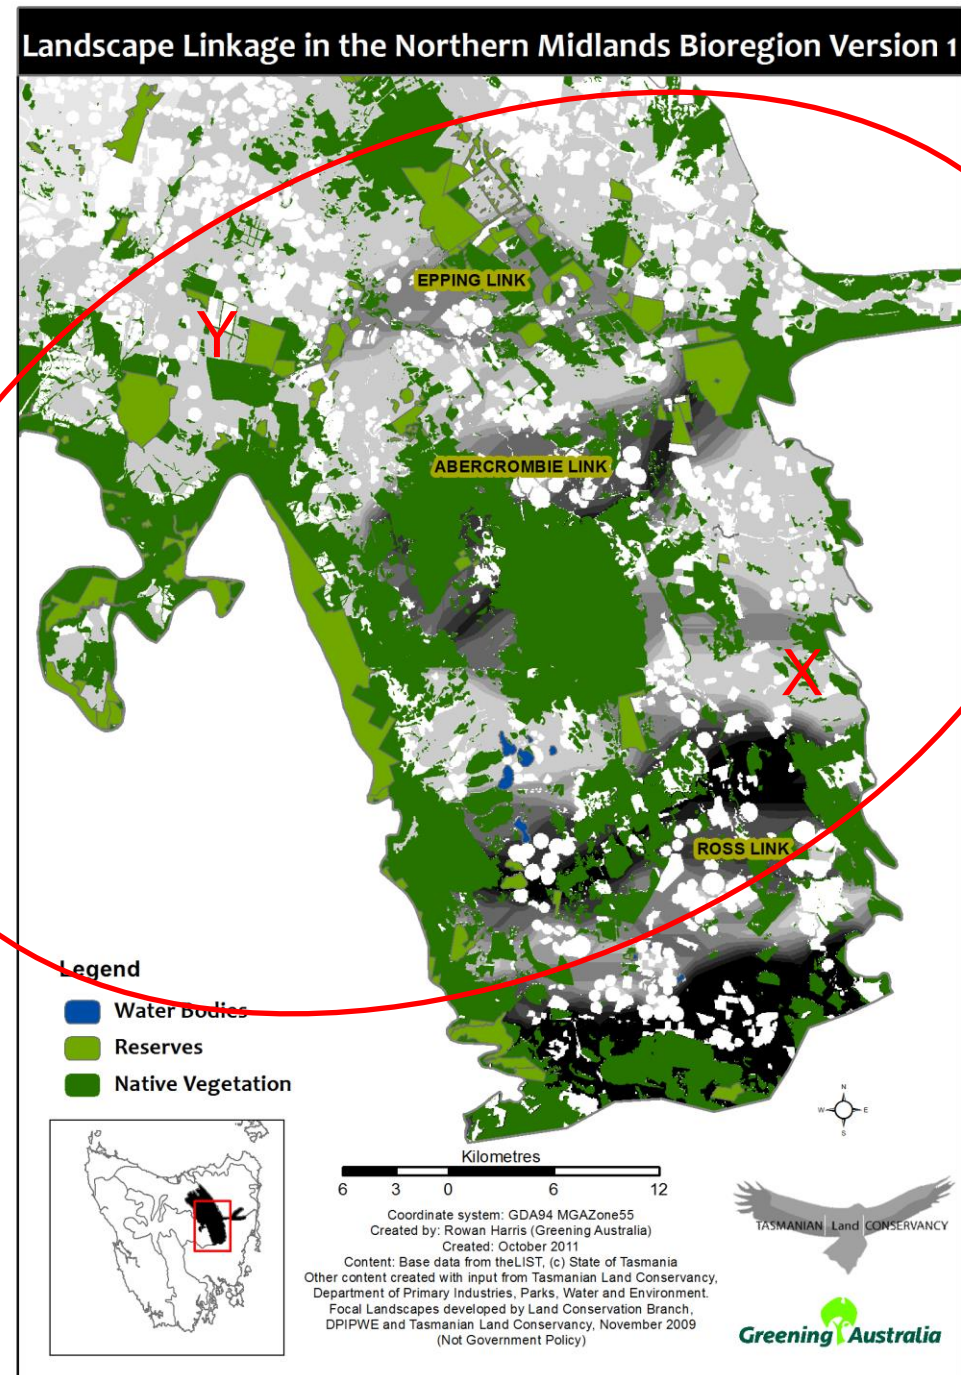 Landscape Linkage in the Northern Midlands Bioregion Version 1
EPPING LINK
Y
ABERCROMBIE LINK
X
ROSS LINK
Legend
Water Bodies
Reserves
Native Vegetation
N
W E
S
Kilometres
6 3 0 6 12
Coordinate system: GDA94 MGAZone55
Created by: Rowan Harris (Greening Australia)
Created: October 2011
Content: Base data from theLIST, (c) State of Tasmania
Other content created with input from Tasmanian Land Conservancy,
Department of Primary Industries, Parks, Water and Environment.
Focal Landscapes developed by Land Conservation Branch,
DPIPWE and Tasmanian Land Conservancy, November 2009
(Not Government Policy)
TASMANIAN Land CONSERVANCY
Greening Australia